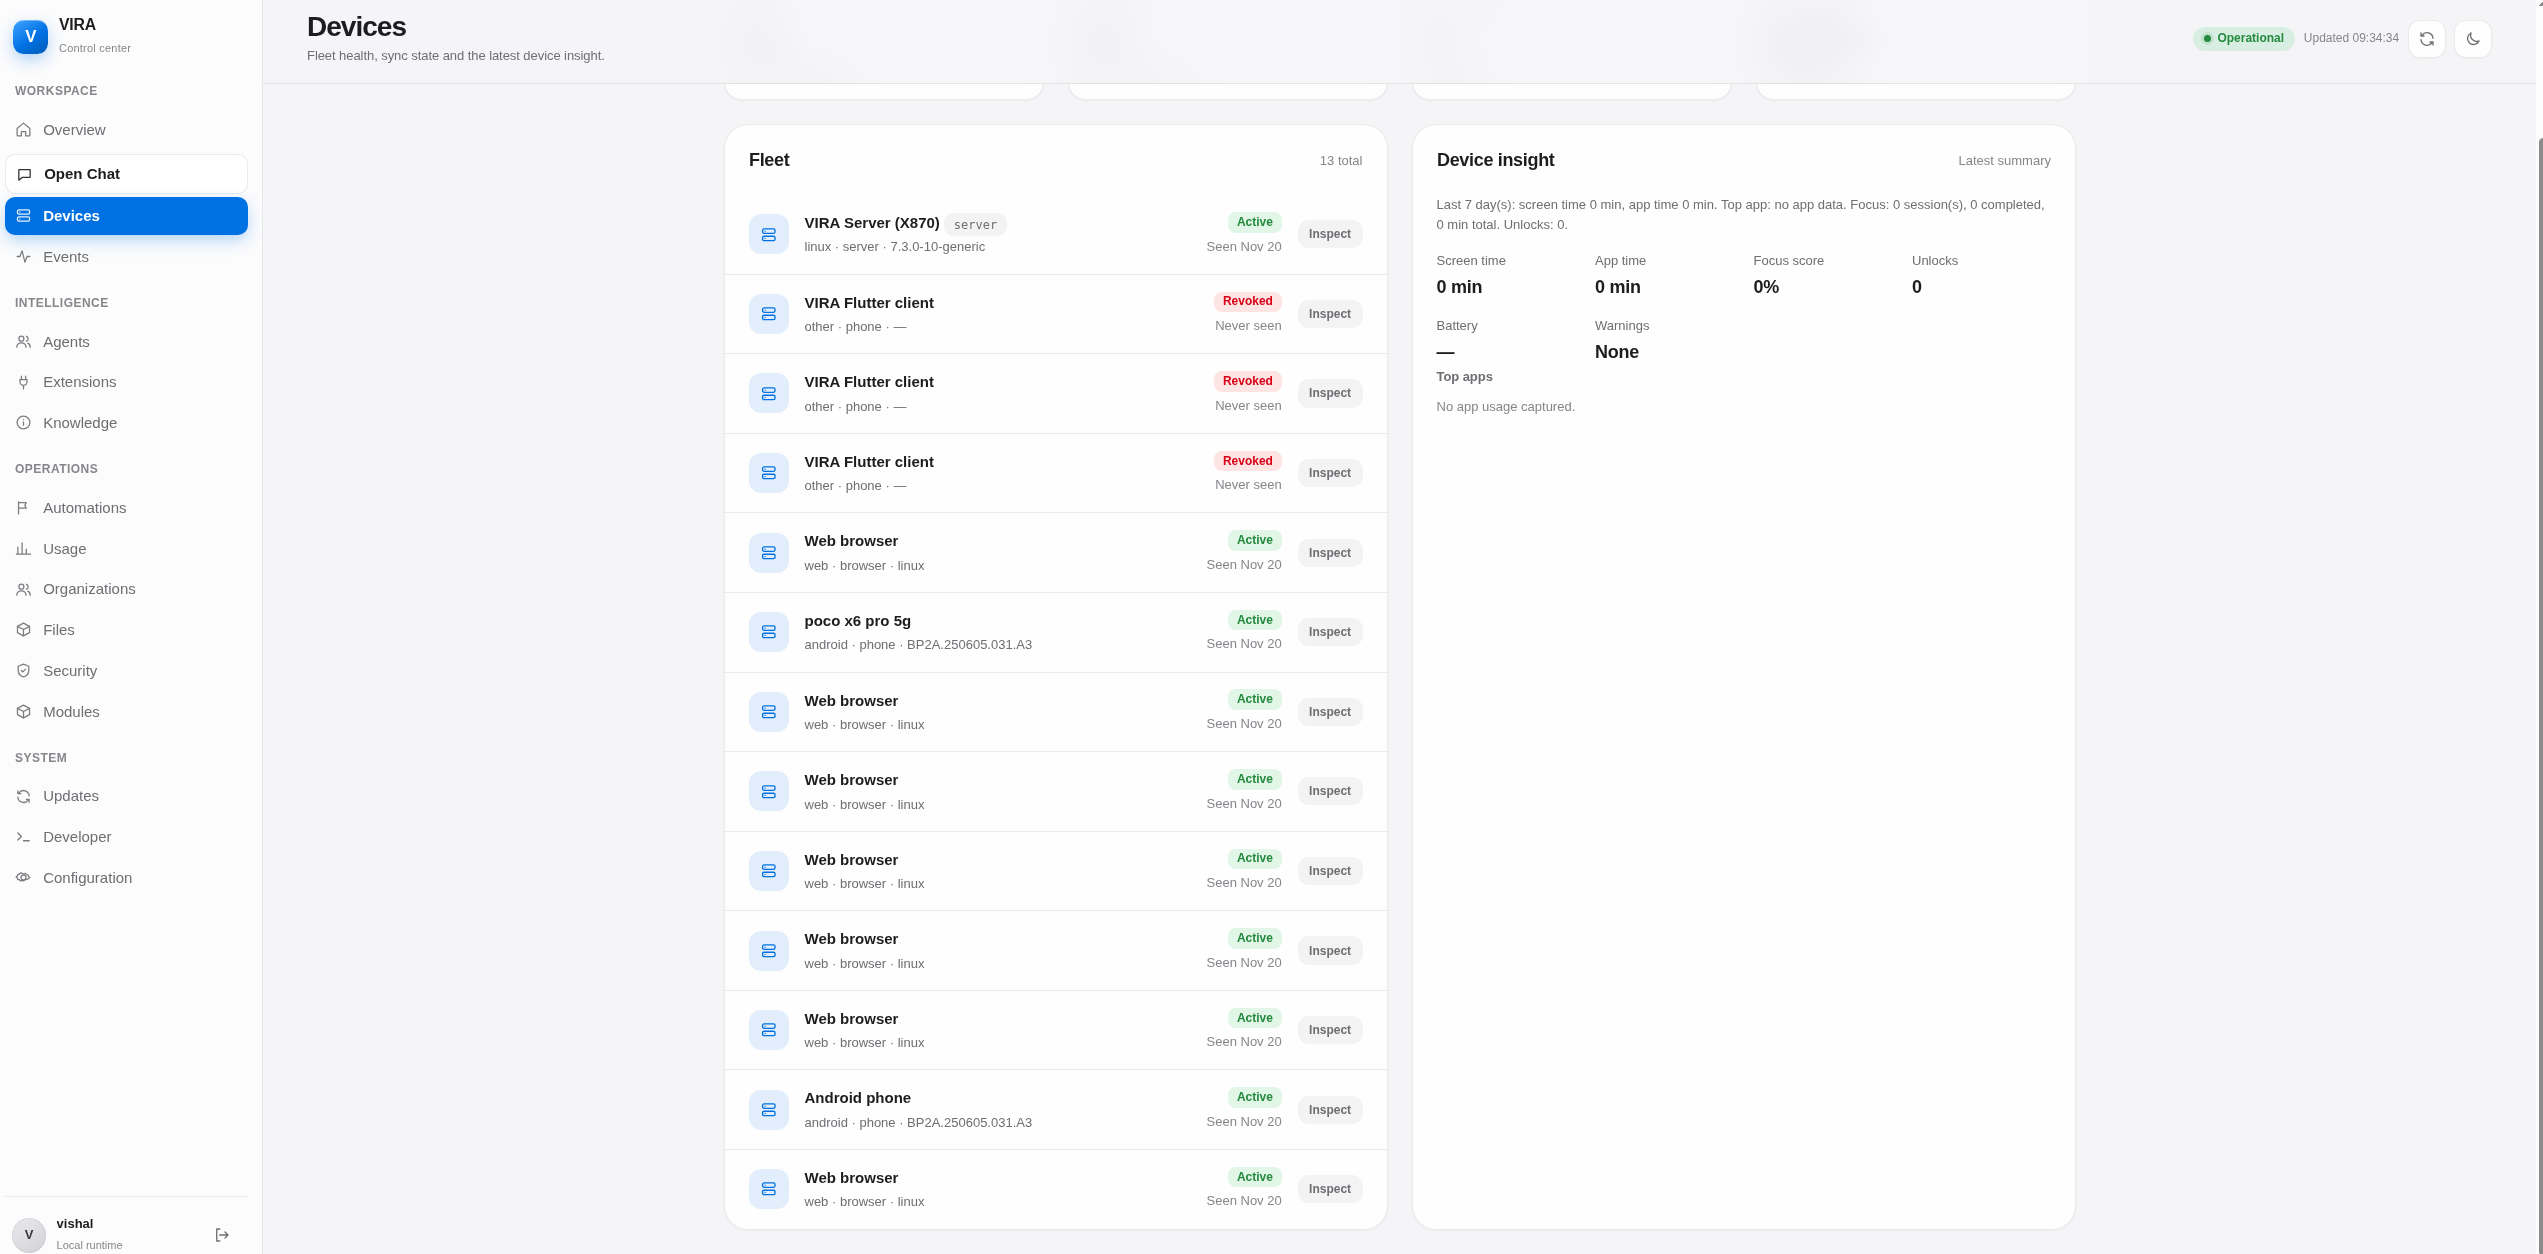 V
VIRA
Control center
WORKSPACE
Overview
Open Chat
Devices
Events
INTELLIGENCE
Agents
Extensions
Knowledge
OPERATIONS
Automations
Usage
Organizations
Files
Security
Modules
SYSTEM
Updates
Developer
Configuration
V
vishal
Local runtime
Devices
Fleet health, sync state and the latest device insight.
Operational
Updated 09:34:34
Fleet
13 total
VIRA Server (X870) server
linux · server · 7.3.0-10-generic
Active
Seen Nov 20
Inspect
VIRA Flutter client
other · phone · —
Revoked
Never seen
Inspect
VIRA Flutter client
other · phone · —
Revoked
Never seen
Inspect
VIRA Flutter client
other · phone · —
Revoked
Never seen
Inspect
Web browser
web · browser · linux
Active
Seen Nov 20
Inspect
poco x6 pro 5g
android · phone · BP2A.250605.031.A3
Active
Seen Nov 20
Inspect
Web browser
web · browser · linux
Active
Seen Nov 20
Inspect
Web browser
web · browser · linux
Active
Seen Nov 20
Inspect
Web browser
web · browser · linux
Active
Seen Nov 20
Inspect
Web browser
web · browser · linux
Active
Seen Nov 20
Inspect
Web browser
web · browser · linux
Active
Seen Nov 20
Inspect
Android phone
android · phone · BP2A.250605.031.A3
Active
Seen Nov 20
Inspect
Web browser
web · browser · linux
Active
Seen Nov 20
Inspect
Device insight
Latest summary
Last 7 day(s): screen time 0 min, app time 0 min. Top app: no app data. Focus: 0 session(s), 0 completed,
0 min total. Unlocks: 0.
Screen time
0 min
App time
0 min
Focus score
0%
Unlocks
0
Battery
—
Warnings
None
Top apps
No app usage captured.